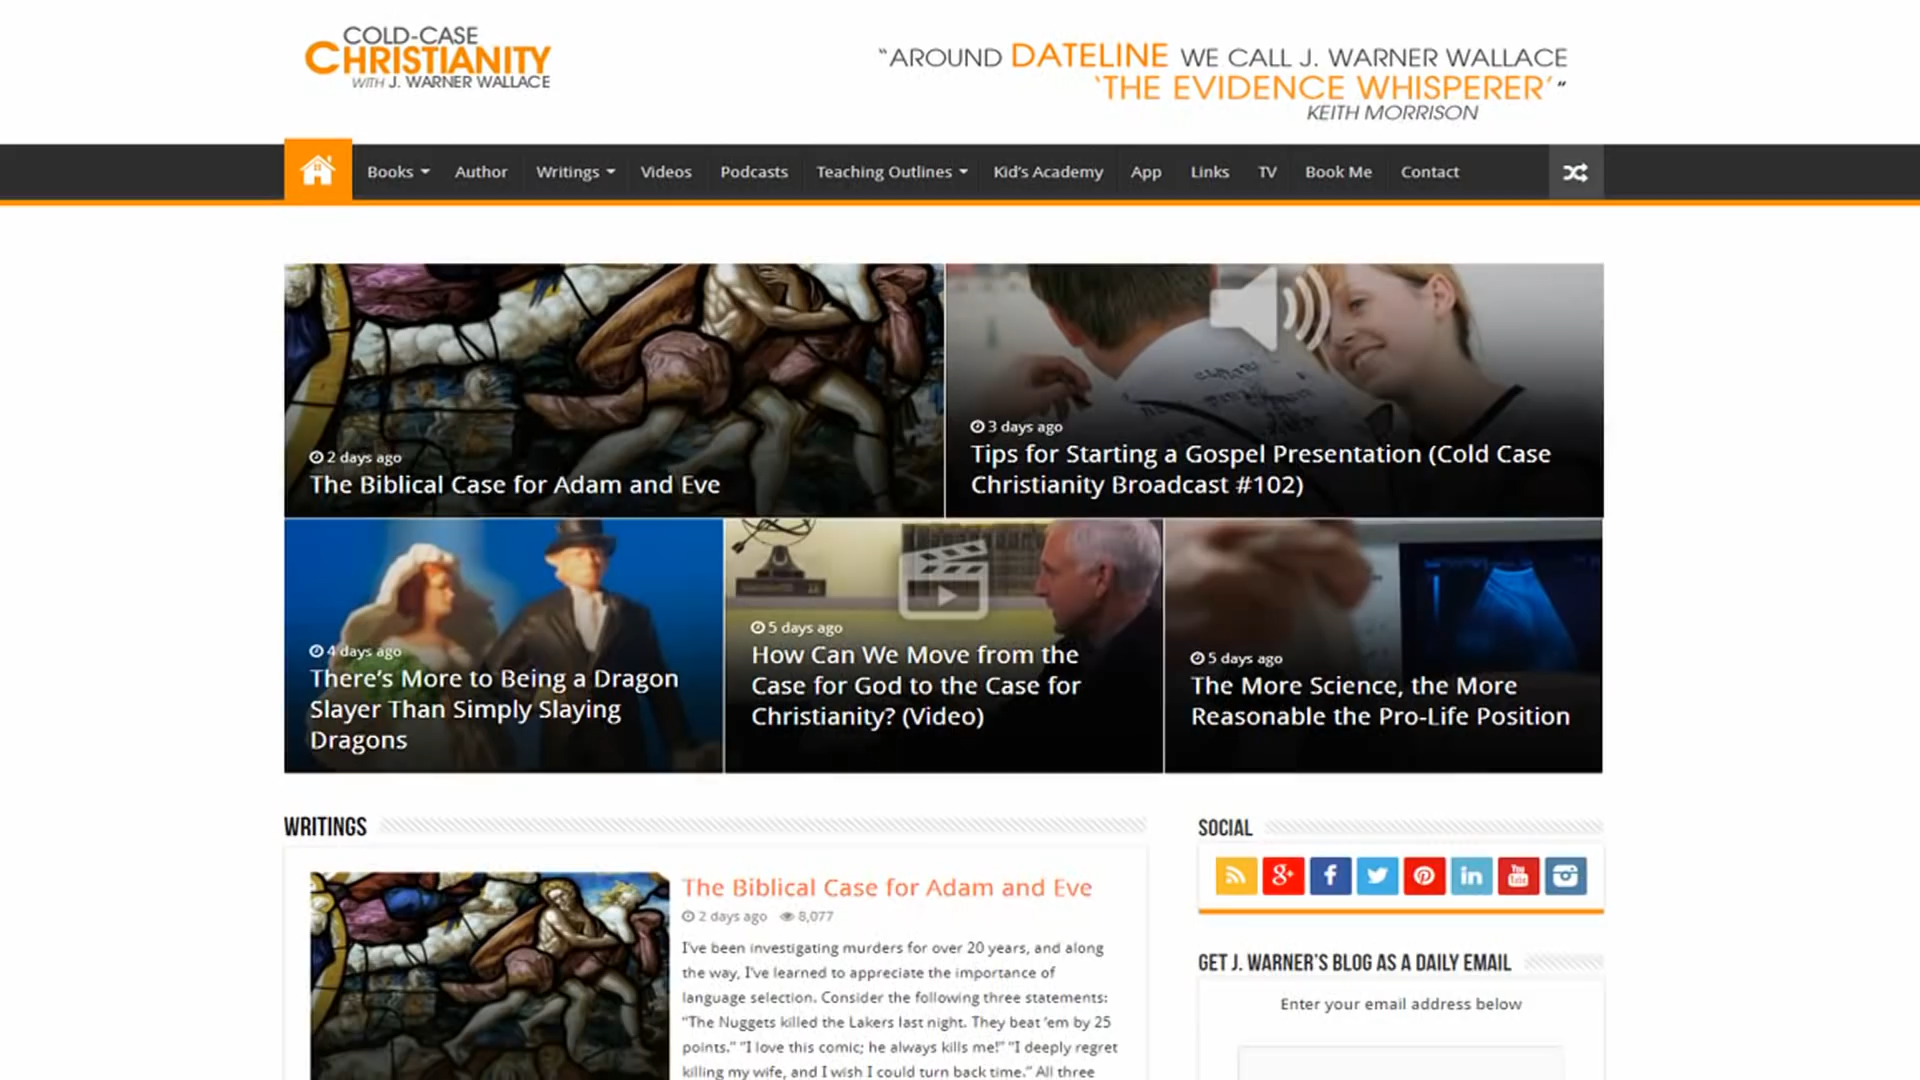 COLD-CASE
CHRISTIANITY
WITH J. WARNER WALLACE
“AROUND DATELINE WE CALL J. WARNER WALLACE
‘THE EVIDENCE WHISPERER’“
KEITH MORRISON
Books
Author
Writings
Videos
Podcasts
Teaching Outlines
Kid’s Academy
App
Links
TV
Book Me
Contact
2 days ago
The Biblical Case for Adam and Eve
3 days ago
Tips for Starting a Gospel Presentation (Cold Case
Christianity Broadcast #102)
4 days ago
There’s More to Being a Dragon
Slayer Than Simply Slaying
Dragons
5 days ago
How Can We Move from the
Case for God to the Case for
Christianity? (Video)
5 days ago
The More Science, the More
Reasonable the Pro-Life Position
WRITINGS
The Biblical Case for Adam and Eve
2 days ago 8,077
I’ve been investigating murders for over 20 years, and along
the way, I’ve learned to appreciate the importance of
language selection. Consider the following three statements:
“The Nuggets killed the Lakers last night. They beat ’em by 25
points.” “I love this comic; he always kills me!” “I deeply regret
killing my wife, and I wish I could turn back time.” All three
SOCIAL
GET J. WARNER’S BLOG AS A DAILY EMAIL
Enter your email address below